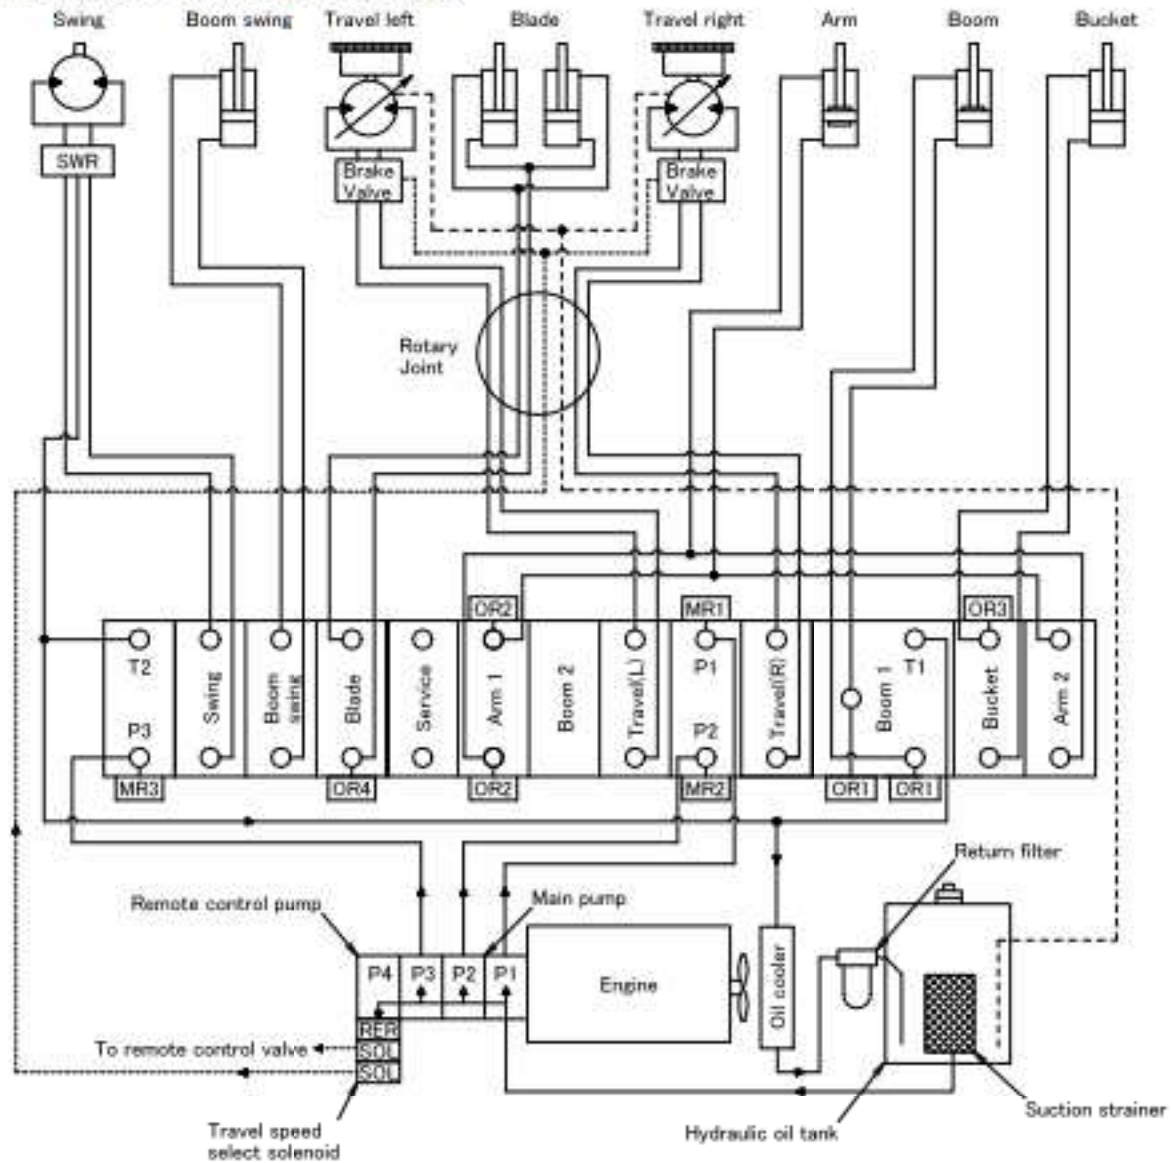 Swing
Boom swing
Travel left
Blade
Travel right
Arm
Boom
Bucket
SWR
Brake
Valve
Brake
Valve
Rotary
Joint
OR2
MR1
OR3
T2
P3
Swing
Boom
swing
Blade
Service
Arm 1
Boom 2
Travel(L)
P1
P2
Travel(R)
Boom 1
T1
Bucket
Arm 2
MR3
OR4
OR2
MR2
OR1
OR1
Return filter
Remote control pump
Main pump
P4
P3
P2
P1
Engine
Oil cooler
RER
SOL
SOL
To remote control valve
Travel speed
select solenoid
Hydraulic oil tank
Suction strainer